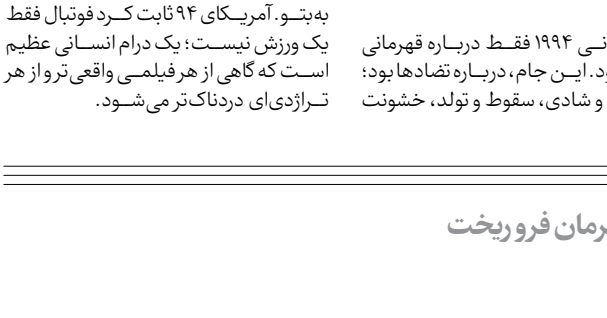 ۱۹۹۴ فقط درباره قهرمانی
این جام، درباره تضادها بود؛
و شادی، سقوط و تولد، خشونت
به‌بتو. آمریکای ۹۴ ثابت کرد فوتبال فقط
یک ورزش نیست؛ یک درام انسانی عظیم
است که گاهی از هر فیلمی واقعی‌تر و از هر
تراژدی‌ای دردناک‌تر می‌شود.
رمان فرو ریخت